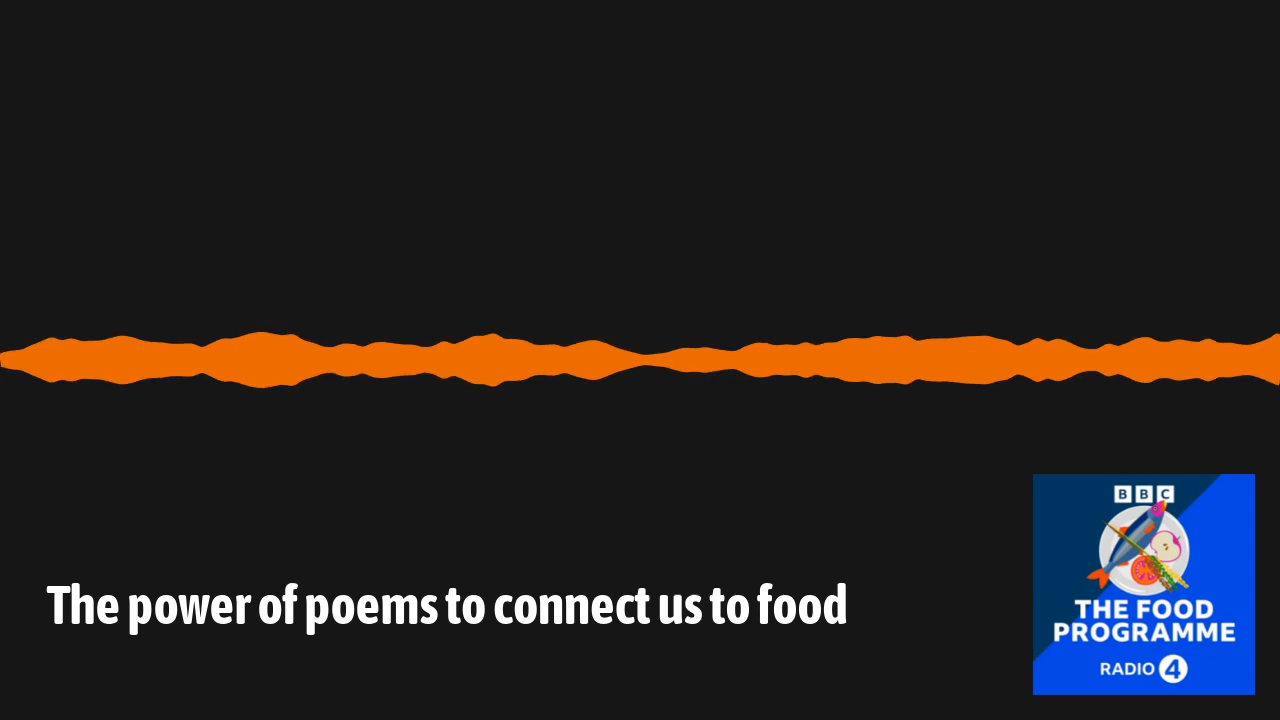 The power of poems to connect us to food
BBC
THE FOOD
PROGRAMME
RADIO 4